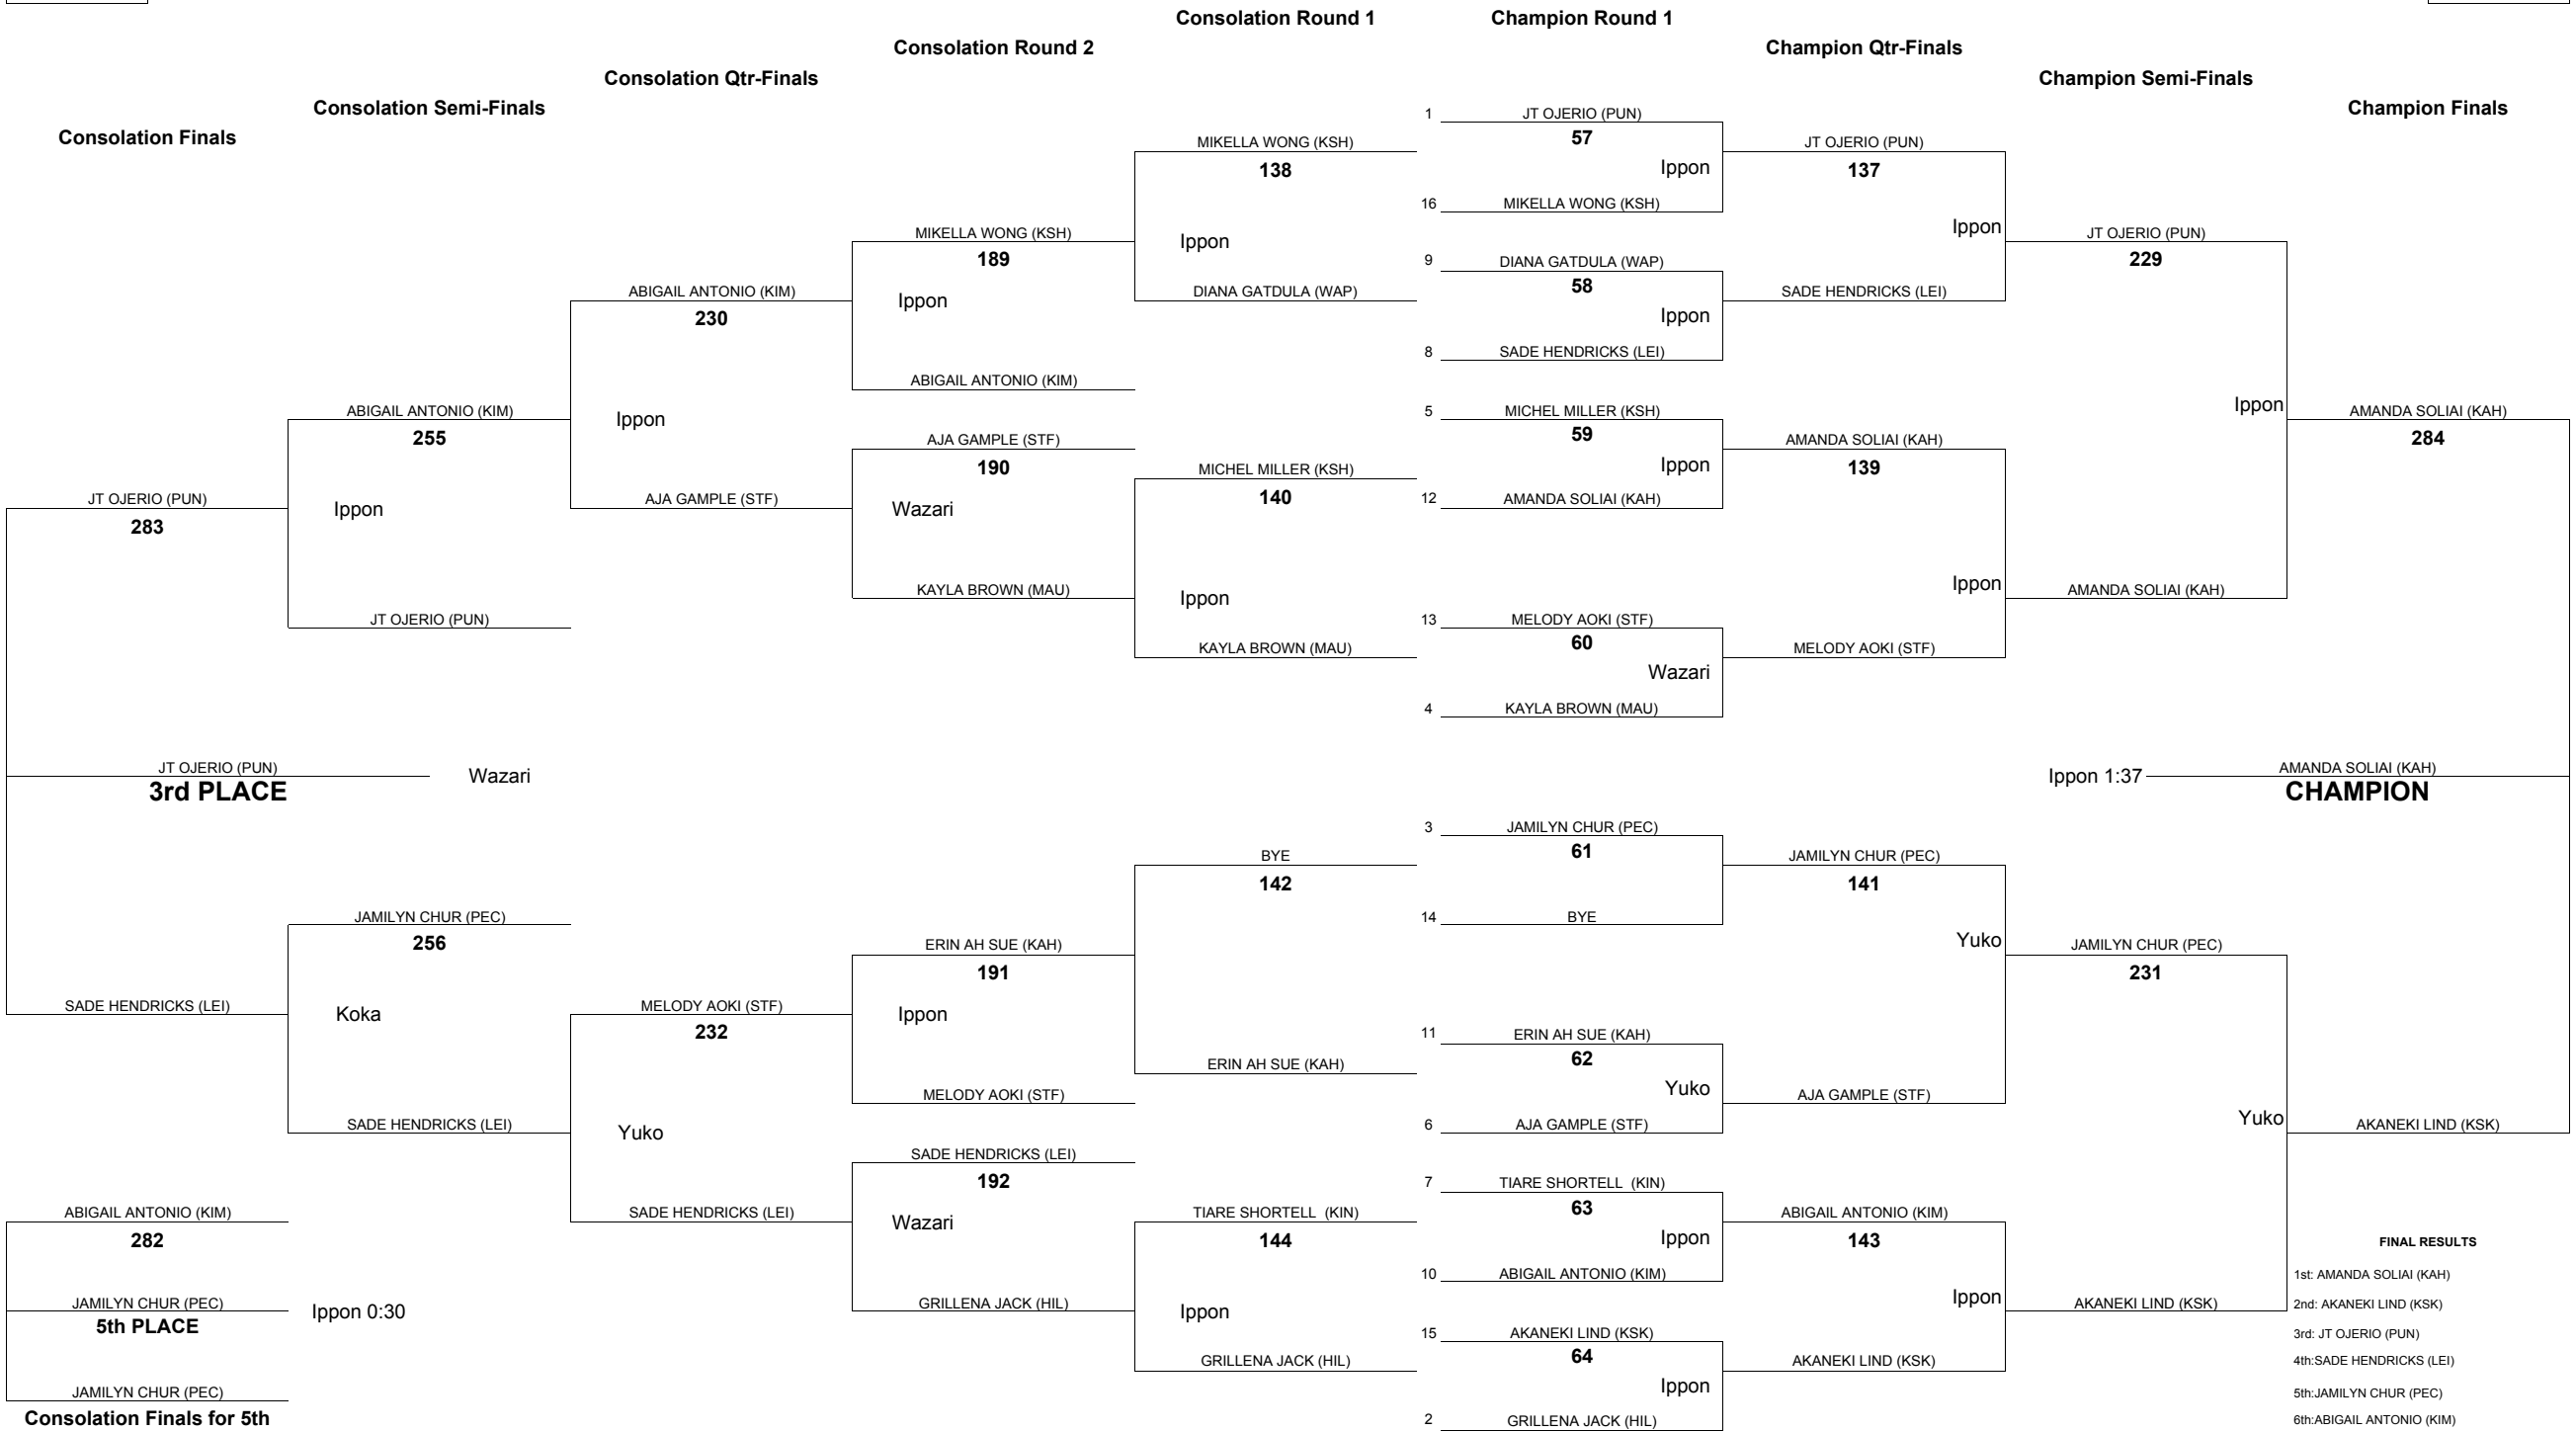 Consolation Round 1
Champion Round 1
Consolation Round 2
Champion Qtr-Finals
Consolation Qtr-Finals
Champion Semi-Finals
Consolation Semi-Finals
Champion Finals
Consolation Finals
JT OJERIO (PUN)
283
JT OJERIO (PUN)
3rd PLACE
Wazari
SADE HENDRICKS (LEI)
ABIGAIL ANTONIO (KIM)
282
JAMILYN CHUR (PEC)
5th PLACE
Ippon 0:30
JAMILYN CHUR (PEC)
Consolation Finals for 5th
ABIGAIL ANTONIO (KIM)
255
Ippon
JT OJERIO (PUN)
JAMILYN CHUR (PEC)
256
Koka
SADE HENDRICKS (LEI)
ABIGAIL ANTONIO (KIM)
230
Ippon
AJA GAMPLE (STF)
MELODY AOKI (STF)
232
Yuko
SADE HENDRICKS (LEI)
MIKELLA WONG (KSH)
189
Ippon
ABIGAIL ANTONIO (KIM)
AJA GAMPLE (STF)
190
Wazari
KAYLA BROWN (MAU)
ERIN AH SUE (KAH)
191
Ippon
MELODY AOKI (STF)
SADE HENDRICKS (LEI)
192
Wazari
GRILLENA JACK (HIL)
MIKELLA WONG (KSH)
138
Ippon
DIANA GATDULA (WAP)
MICHEL MILLER (KSH)
140
Ippon
KAYLA BROWN (MAU)
BYE
142
ERIN AH SUE (KAH)
TIARE SHORTELL (KIN)
144
Ippon
GRILLENA JACK (HIL)
1 JT OJERIO (PUN)
57
Ippon
16 MIKELLA WONG (KSH)
9 DIANA GATDULA (WAP)
58
Ippon
8 SADE HENDRICKS (LEI)
5 MICHEL MILLER (KSH)
59
Ippon
12 AMANDA SOLIAI (KAH)
13 MELODY AOKI (STF)
60
Wazari
4 KAYLA BROWN (MAU)
3 JAMILYN CHUR (PEC)
61
14 BYE
11 ERIN AH SUE (KAH)
62
Yuko
6 AJA GAMPLE (STF)
7 TIARE SHORTELL (KIN)
63
Ippon
10 ABIGAIL ANTONIO (KIM)
15 AKANEKI LIND (KSK)
64
Ippon
2 GRILLENA JACK (HIL)
JT OJERIO (PUN)
137
Ippon
SADE HENDRICKS (LEI)
AMANDA SOLIAI (KAH)
139
Ippon
MELODY AOKI (STF)
JAMILYN CHUR (PEC)
141
Yuko
AJA GAMPLE (STF)
ABIGAIL ANTONIO (KIM)
143
Ippon
AKANEKI LIND (KSK)
JT OJERIO (PUN)
229
Ippon
AMANDA SOLIAI (KAH)
JAMILYN CHUR (PEC)
231
Yuko
AKANEKI LIND (KSK)
AMANDA SOLIAI (KAH)
284
Ippon 1:37
AMANDA SOLIAI (KAH)
CHAMPION
AKANEKI LIND (KSK)
FINAL RESULTS
1st: AMANDA SOLIAI (KAH)
2nd: AKANEKI LIND (KSK)
3rd: JT OJERIO (PUN)
4th:SADE HENDRICKS (LEI)
5th:JAMILYN CHUR (PEC)
6th:ABIGAIL ANTONIO (KIM)